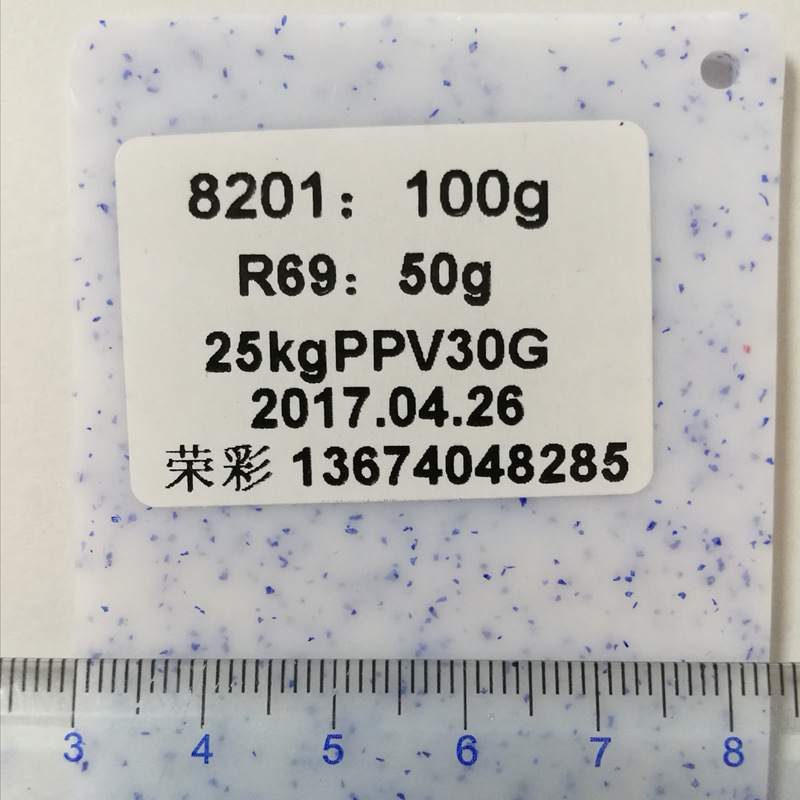 8201：100g
R69：50g
25kgPPV30G
2017.04.26
荣彩 13674048285
3 4 5 6 7 8